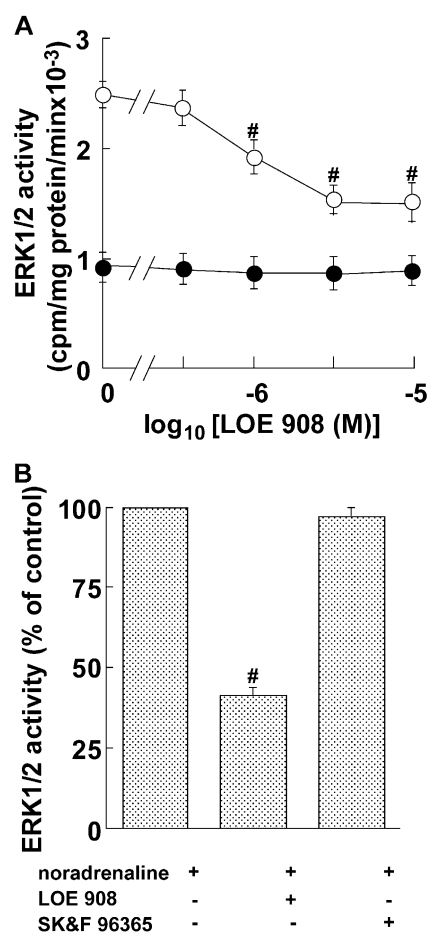 A
ERK1/2 activity
(cpm/mg protein/minx10⁻³)
3
2
1
0
#
#
#
0
-6
-5
log₁₀ [LOE 908 (M)]
B
ERK1/2 activity (% of control)
100
75
50
25
0
#
noradrenaline + + +
LOE 908 - + -
SK&F 96365 - - +